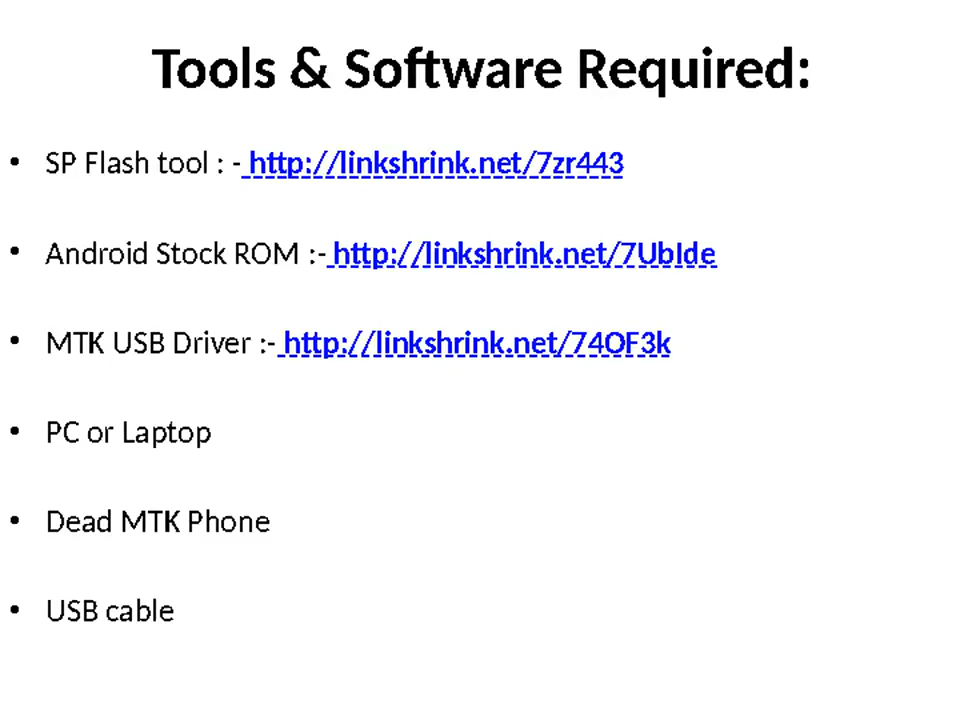 Tools & Software Required:
• SP Flash tool : - http://linkshrink.net/7zr443
• Android Stock ROM :- http://linkshrink.net/7UbIde
• MTK USB Driver :- http://linkshrink.net/74OF3k
• PC or Laptop
• Dead MTK Phone
• USB cable